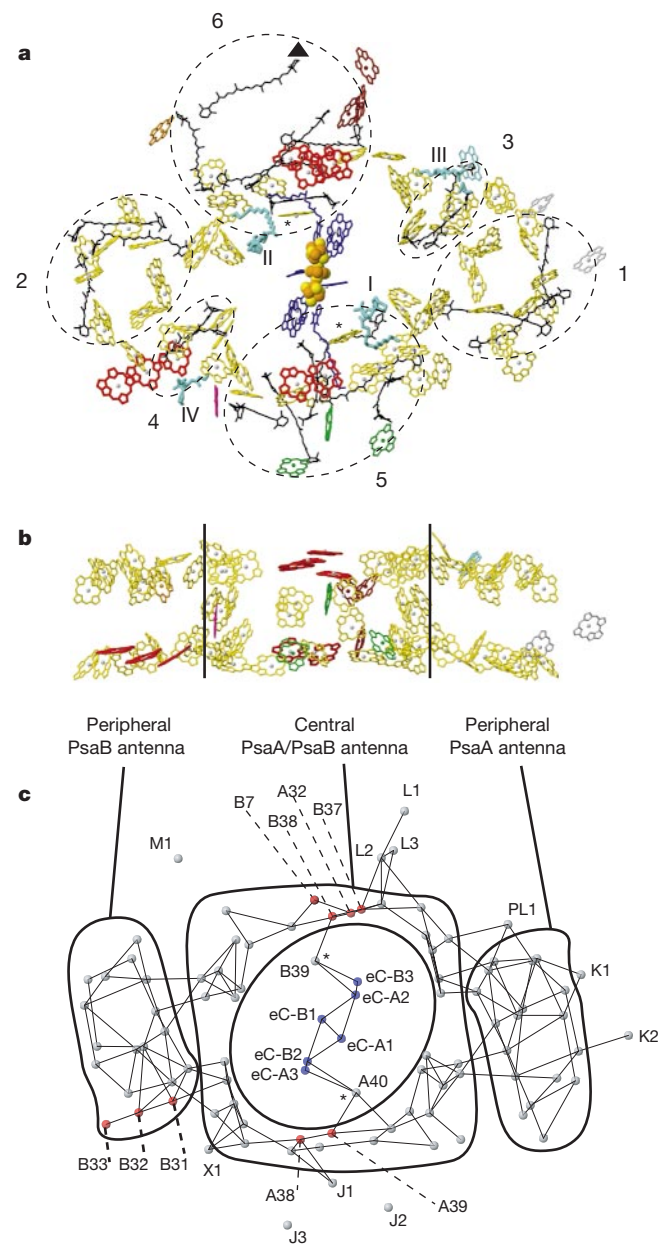 a
6
III
3
*
II
I
2
1
*
4
IV
5
b
Peripheral
PsaB antenna
Central
PsaA/PsaB antenna
Peripheral
PsaA antenna
c
L1
A32
B7
B37
B38
M1
L2
L3
PL1
B39
*
eC-B3
eC-A2
K1
eC-B1
eC-A1
K2
eC-B2
eC-A3
A40
*
B33
B32
B31
X1
A38
J1
A39
J2
J3